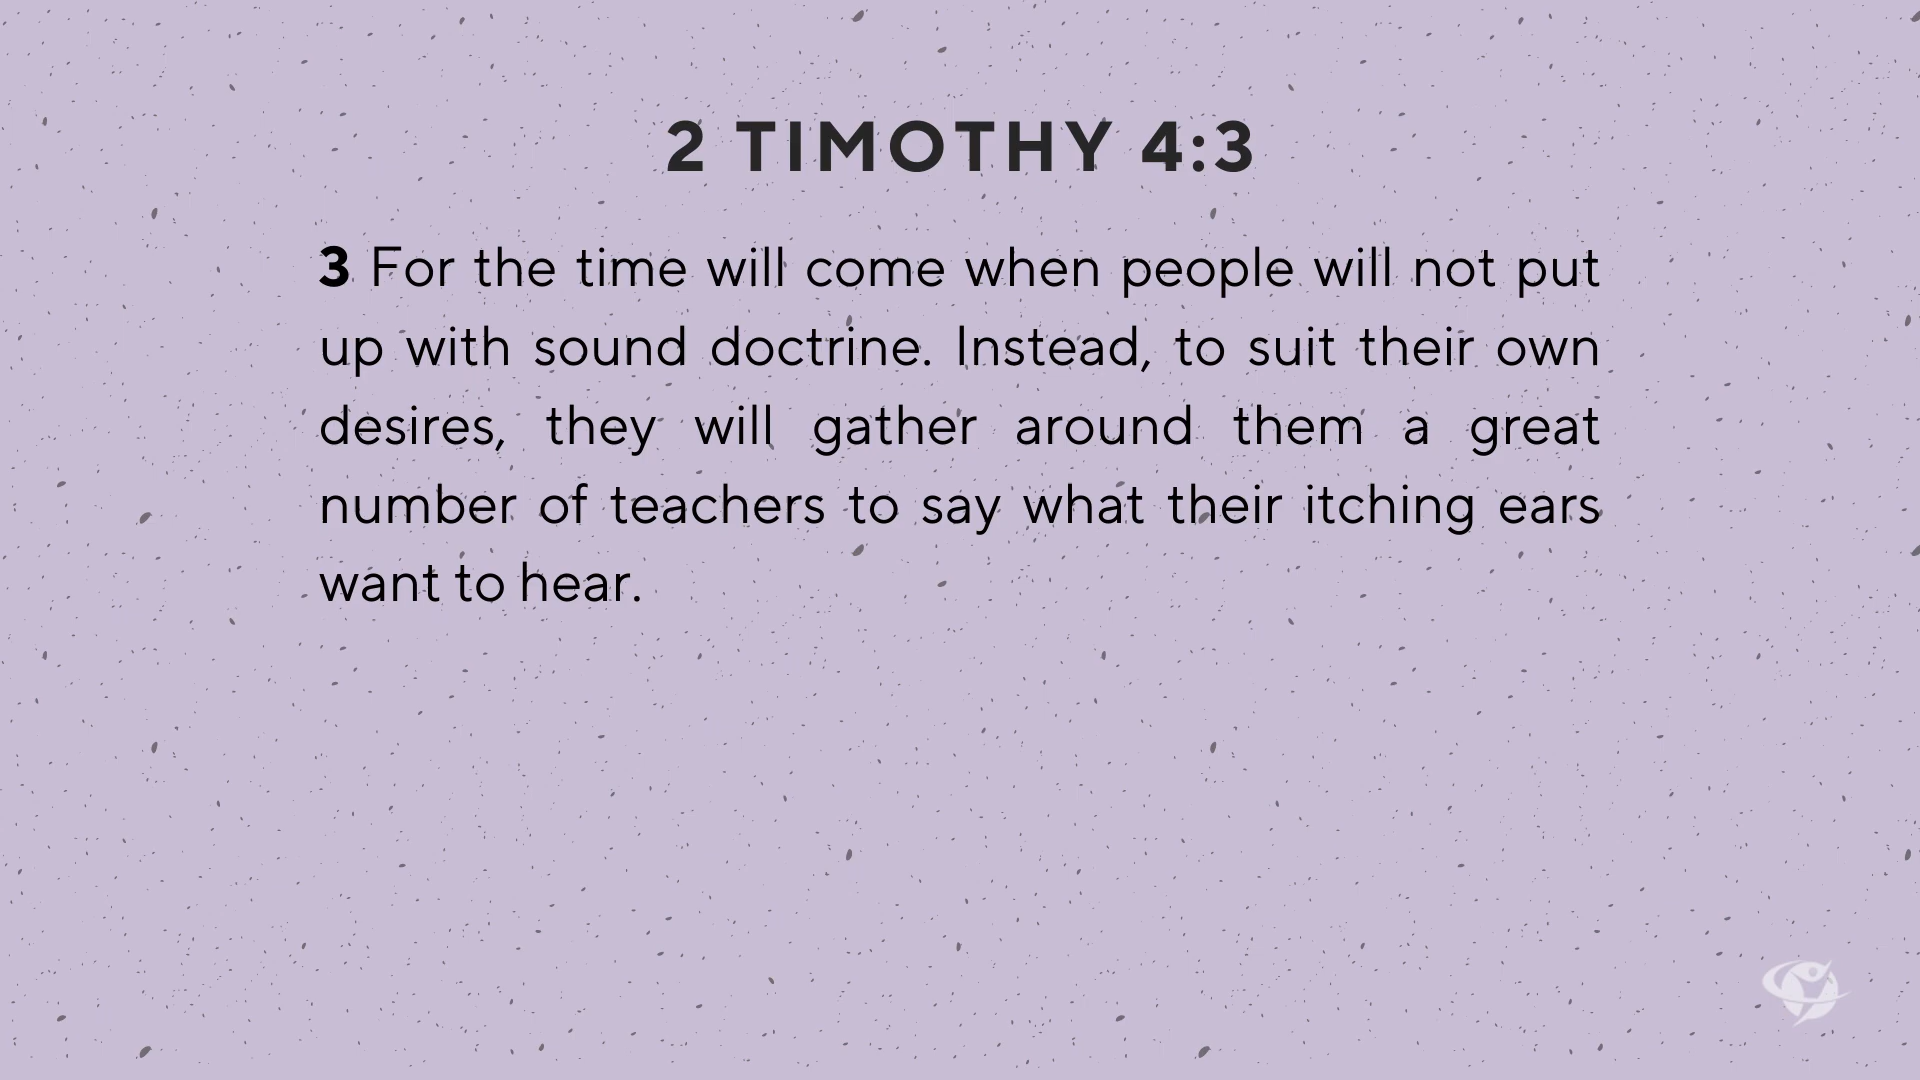 2 TIMOTHY 4:3
3 For the time will come when people will not put
up with sound doctrine. Instead, to suit their own
desires, they will gather around them a great
number of teachers to say what their itching ears
want to hear.